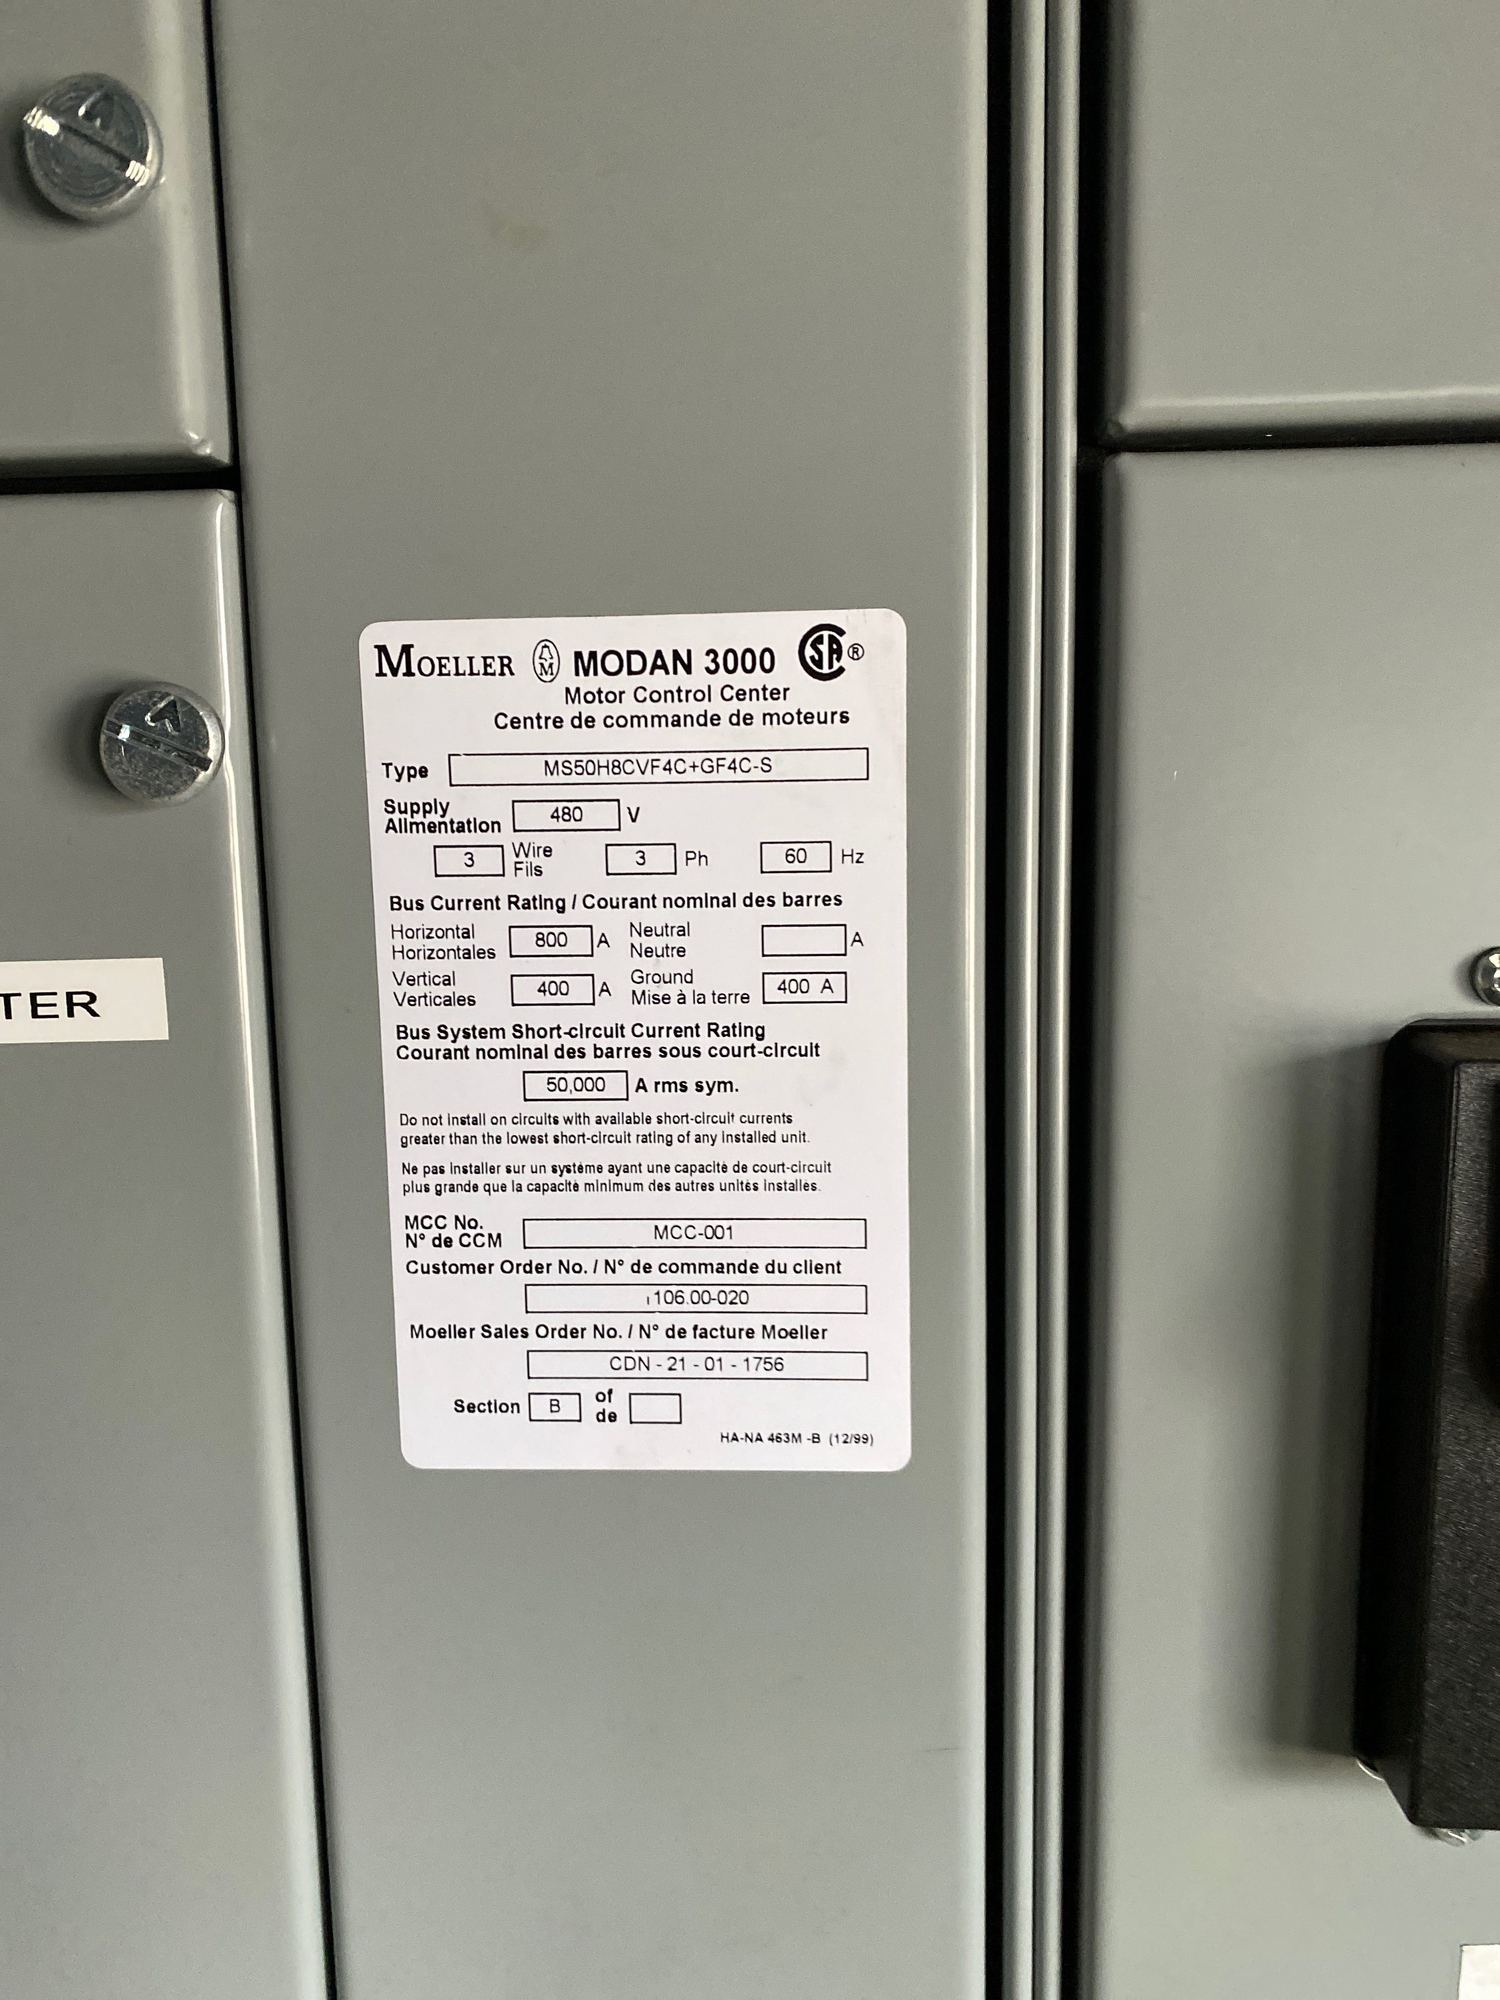 MOELLER MODAN 3000 SA®
Motor Control Center
Centre de commande de moteurs
Type MS50H8CVF4C+GF4C-S
Supply
Alimentation 480 V
3 Wire
Fils 3 Ph 60 Hz
Bus Current Rating / Courant nominal des barres
Horizontal
Horizontales 800 A Neutral
Neutre A
Vertical
Verticales 400 A Ground
Mise à la terre 400 A
Bus System Short-circuit Current Rating
Courant nominal des barres sous court-circuit
50,000 A rms sym.
Do not install on circuits with available short-circuit currents
greater than the lowest short-circuit rating of any installed unit.
Ne pas installer sur un système ayant une capacité de court-circuit
plus grande que la capacité minimum des autres unités installés.
MCC No.
N° de CCM MCC-001
Customer Order No. / N° de commande du client
106.00-020
Moeller Sales Order No. / N° de facture Moeller
CDN - 21 - 01 - 1756
Section B of
de
HA-NA 463M -B (12/99)
TER